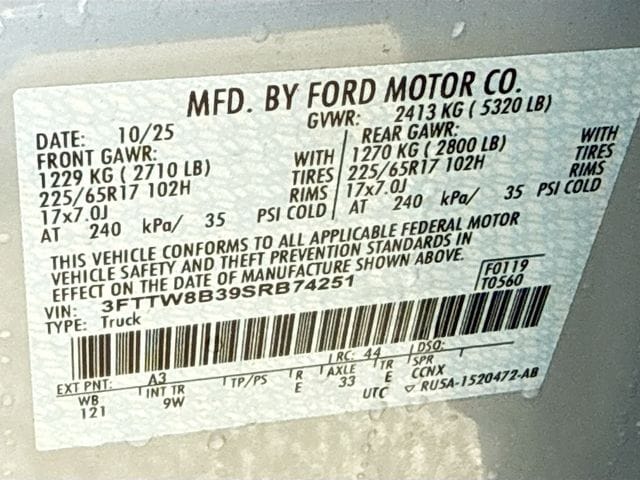 MFD. BY FORD MOTOR CO.
DATE: 10/25 GVWR: 2413 KG ( 5320 LB)
FRONT GAWR: REAR GAWR:
1229 KG ( 2710 LB) WITH 1270 KG ( 2800 LB) WITH
225/65R17 102H TIRES 225/65R17 102H TIRES
17x7.0J RIMS 17x7.0J RIMS
AT 240 kPa/ 35 PSI COLD AT 240 kPa/ 35 PSI COLD
THIS VEHICLE CONFORMS TO ALL APPLICABLE FEDERAL MOTOR
VEHICLE SAFETY AND THEFT PREVENTION STANDARDS IN
EFFECT ON THE DATE OF MANUFACTURE SHOWN ABOVE.
VIN: 3FTTW8B39SRB74251 F0119
TYPE: Truck T0560
EXT PNT: A3 RC: 44 DSO:
WB INT TR TP/PS R AXLE TR SPR
121 9W E 33 E CCNX
UTC ▽ RU5A-1520472-AB